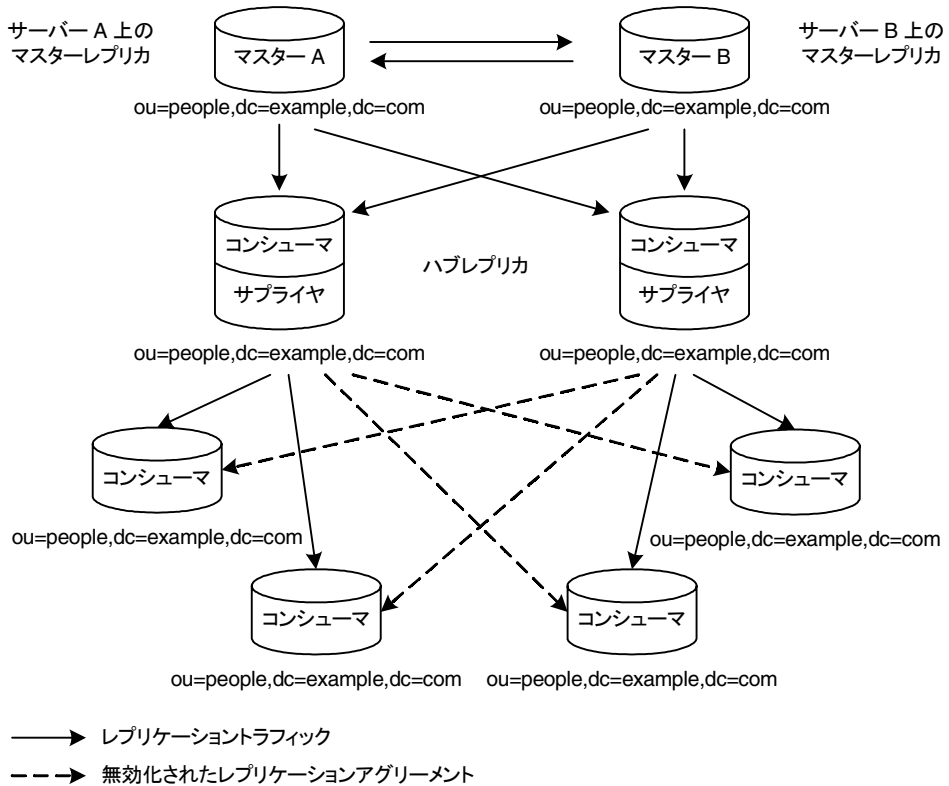 サーバー A 上の
マスターレプリカ
マスター A
マスター B
サーバー B 上の
マスターレプリカ
ou=people,dc=example,dc=com
ou=people,dc=example,dc=com
コンシューマ
サプライヤ
ハブレプリカ
コンシューマ
サプライヤ
ou=people,dc=example,dc=com
ou=people,dc=example,dc=com
コンシューマ
コンシューマ
ou=people,dc=example,dc=com
ou=people,dc=example,dc=com
コンシューマ
コンシューマ
ou=people,dc=example,dc=com
ou=people,dc=example,dc=com
レプリケーショントラフィック
無効化されたレプリケーションアグリーメント